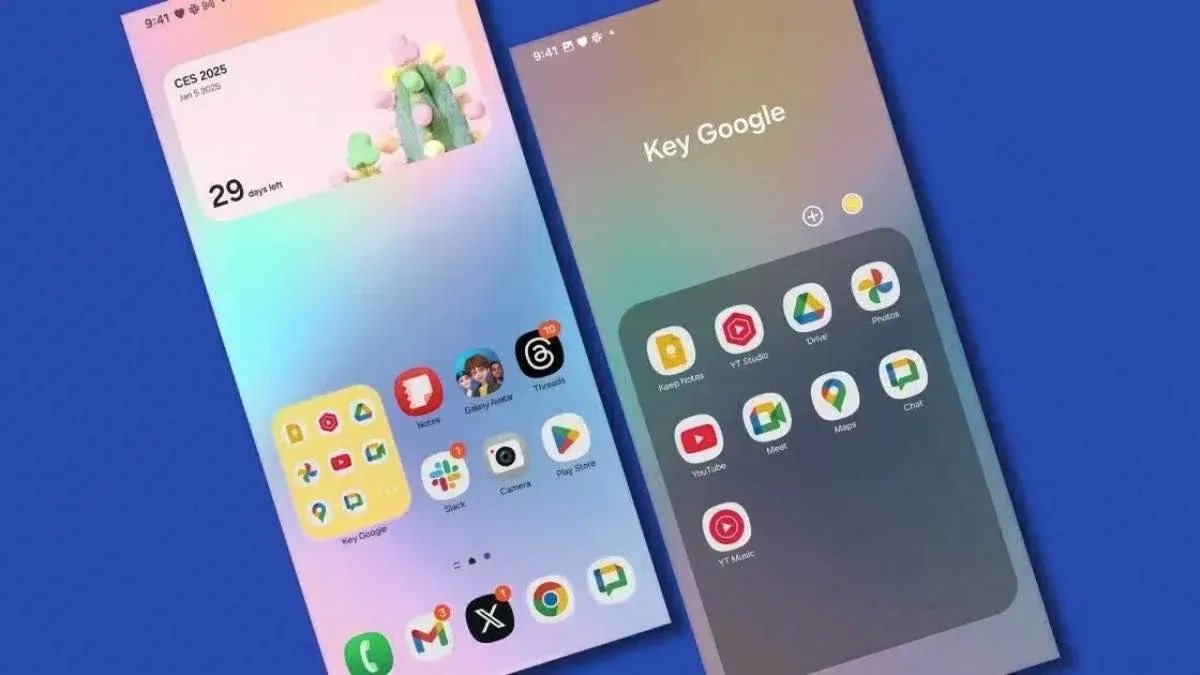 9:41
CES 2025
Jan 5 2025
29 days left
10
Notes
Galaxy Avatar
Threads
1
Slack
Camera
Play Store
Key Google
3
1
9:41
Key Google
Keep Notes
YT Studio
Drive
Photos
YouTube
Meet
Maps
Chat
YT Music